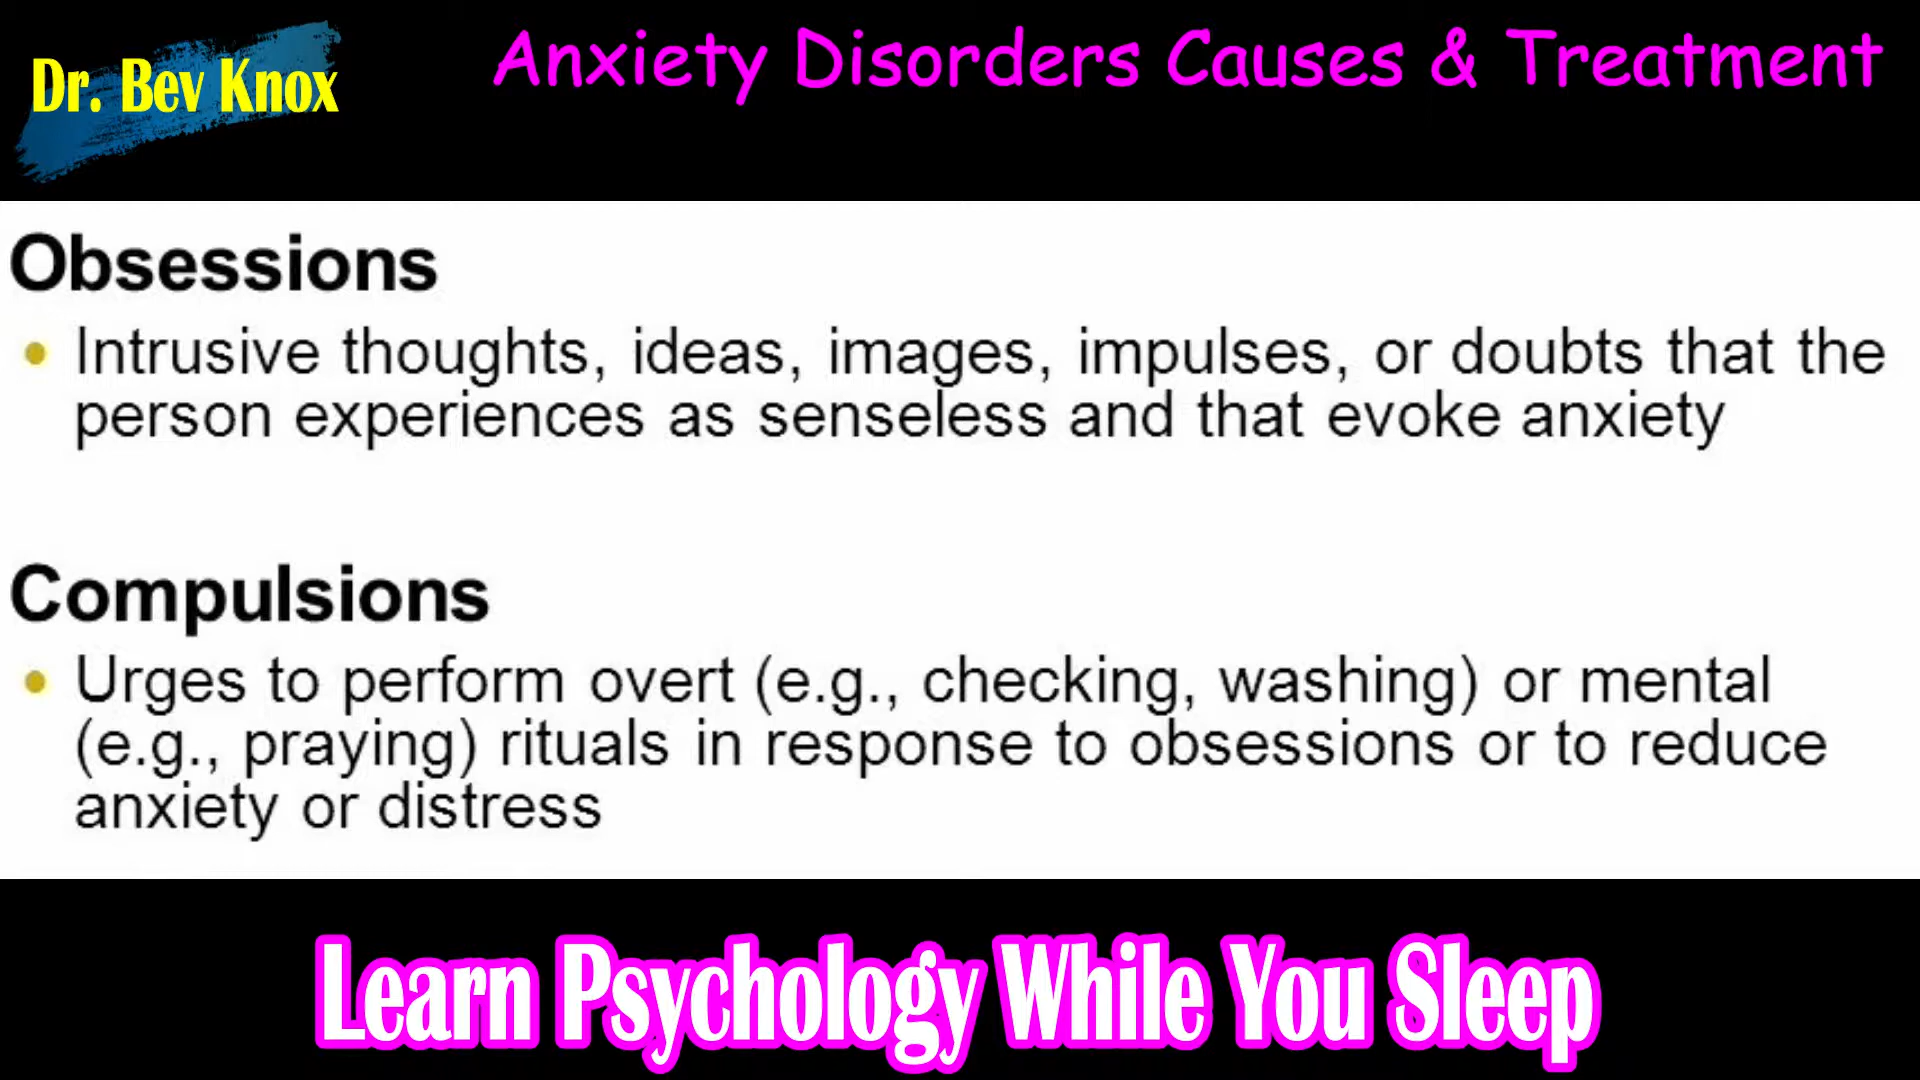 Dr. Bev Knox
Anxiety Disorders Causes & Treatment
Obsessions
• Intrusive thoughts, ideas, images, impulses, or doubts that the
person experiences as senseless and that evoke anxiety
Compulsions
• Urges to perform overt (e.g., checking, washing) or mental
(e.g., praying) rituals in response to obsessions or to reduce
anxiety or distress
Learn Psychology While You Sleep